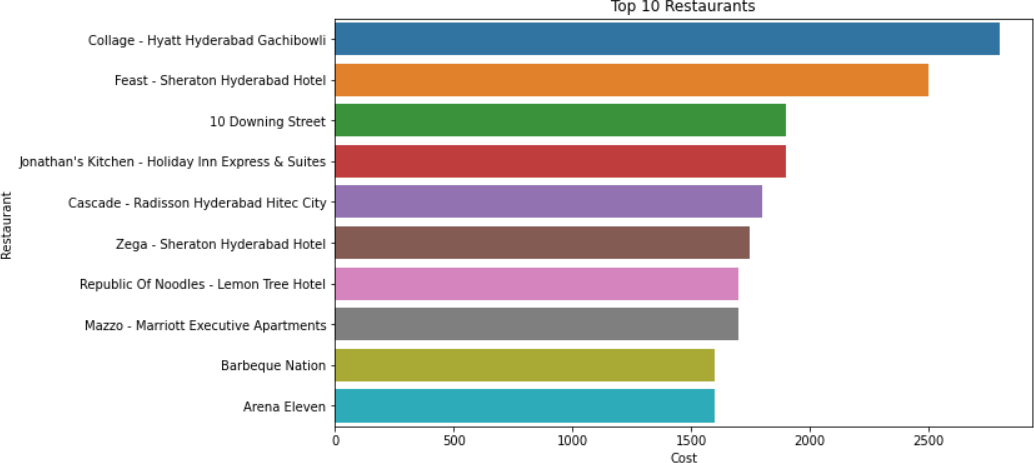 Top 10 Restaurants
Restaurant
Collage - Hyatt Hyderabad Gachibowli
Feast - Sheraton Hyderabad Hotel
10 Downing Street
Jonathan's Kitchen - Holiday Inn Express & Suites
Cascade - Radisson Hyderabad Hitec City
Zega - Sheraton Hyderabad Hotel
Republic Of Noodles - Lemon Tree Hotel
Mazzo - Marriott Executive Apartments
Barbeque Nation
Arena Eleven
0 500 1000 1500 2000 2500
Cost